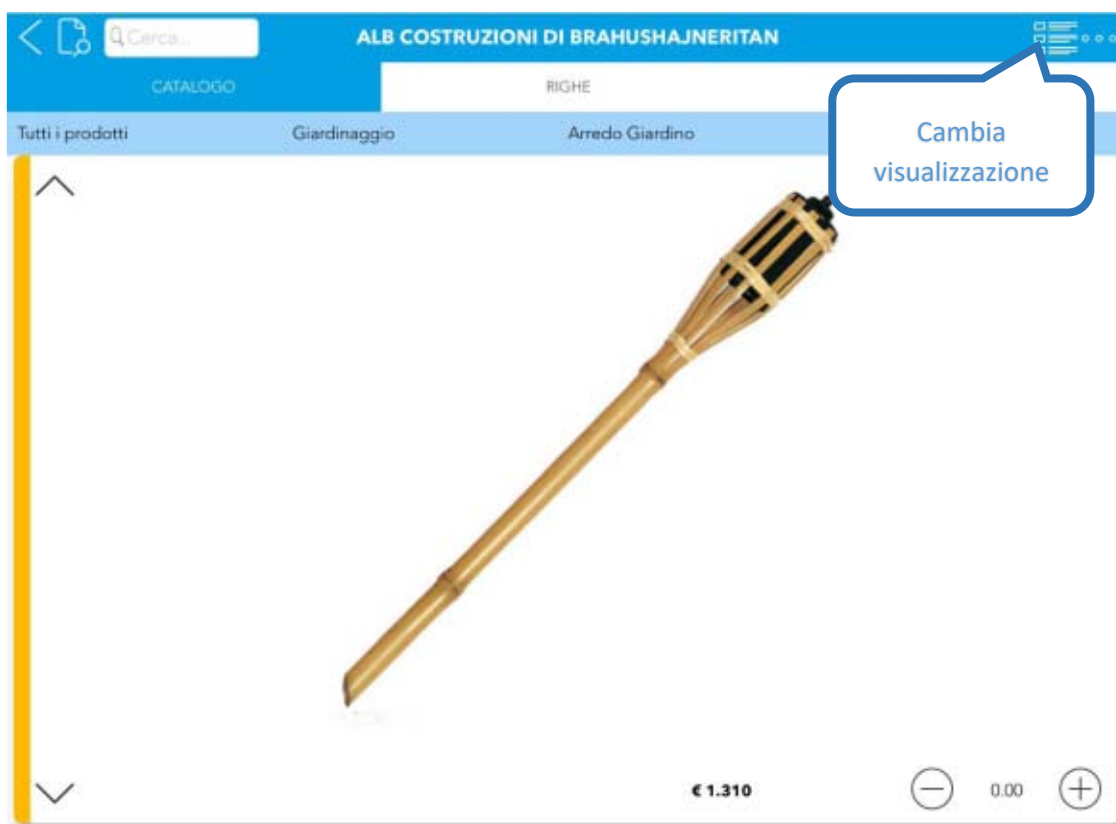 Cerca...
ALB COSTRUZIONI DI BRAHUSHAJNERITAN
CATALOGO
RIGHE
Cambia
visualizzazione
Tutti i prodotti
Giardinaggio
Arredo Giardino
€ 1.310
0.00